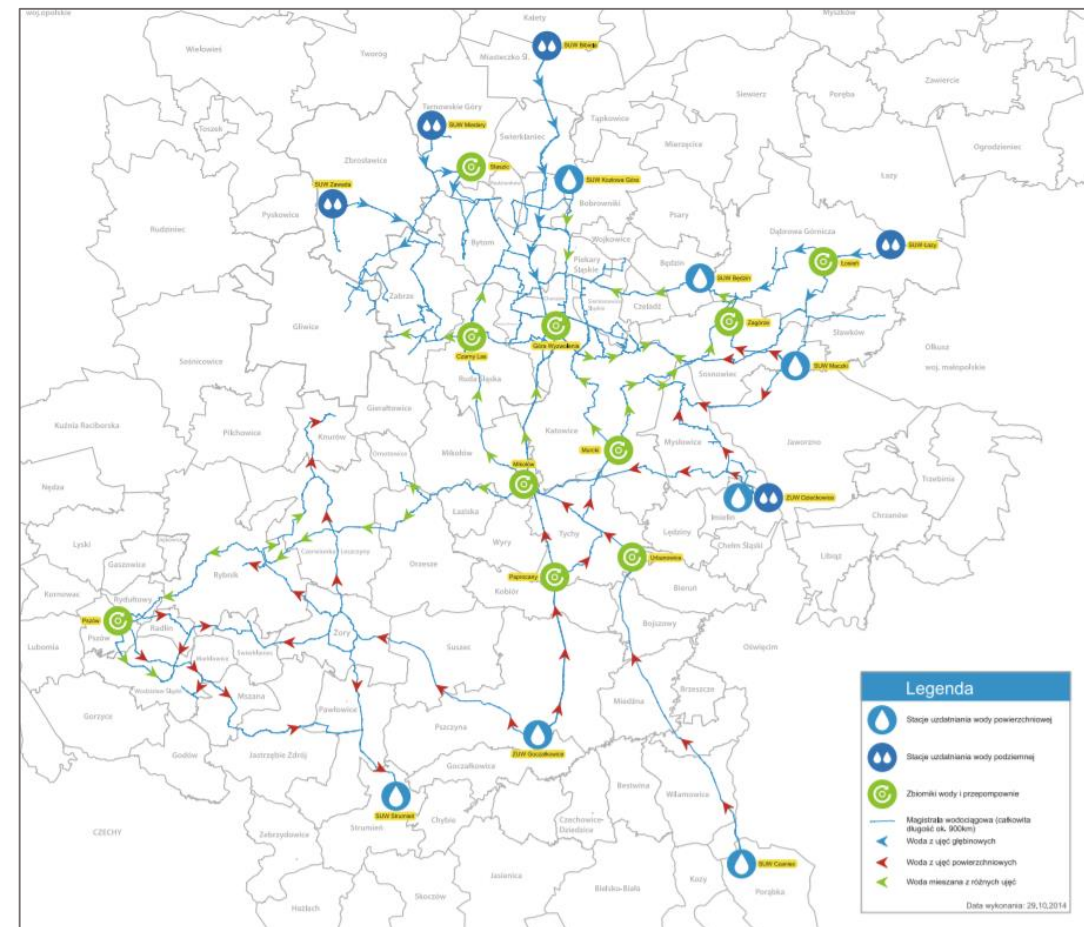 woj.opolskie
Kalety
Myszków
Wielowieś
Tworóg
Miasteczko Śl.
SUW Bibiela
Zawiercie
Siewierz
Poręba
Tarnowskie Góry
Tąpkowice
Toszek
SUW Miedary
Świerklaniec
Mierzęcice
Ogrodzieniec
Zbrosławice
Staszic
Łazy
SUW Zawada
SUW Kozłowa Góra
Bobrowniki
Pyskowice
Psary
Rudziniec
Wojkowice
Dąbrowa Górnicza
Bytom
Piekary
Śląskie
Będzin
SUW Łazy
Łosień
SUW Będzin
Zabrze
Czeladź
Zagórze
Sławków
Gliwice
Góra Wyzwolenia
Czarny Las
Olkusz
Sośnicowice
Sosnowiec
SUW Maczki
woj. małopolskie
Ruda Śląska
Gierałtowice
Kuźnia Raciborska
Pilchowice
Knurów
Katowice
Mysłowice
Jaworzno
Ornotowice
Mikołów
Murcki
Mikołów
Trzebinia
Nędza
ZUW Dziećkowice
Imielin
Chrzanów
Łaziska
Tychy
Lędziny
Lyski
Wyry
Chełm Śląski
Libiąż
Czerwionka Leszczyny
Urbanowice
Gaszowice
Orzesze
Rybnik
Paprocany
Kornowac
Rydułtowy
Kobiór
Bieruń
Pszów
Radlin
Bojszowy
Lubomia
Pszów
Żory
Suszec
Oświęcim
Świerklany
Marklowice
Wodzisław Śląski
Mszana
Miedźna
Brzeszcze
Gorzyce
Pawłowice
Pszczyna
Godów
Jastrzębie Zdrój
ZUW Goczałkowice
Goczałkowice
Bestwina
Wilamowice
SUW Strumień
CZECHY
Zebrzydowice
Strumień
Chybie
Czechowice-
Dziedzice
SUW Czaniec
Jasienica
Kozy
Porąbka
Skoczów
Bielsko-Biała
Hażlach
Legenda
Stacje uzdatniania wody powierzchniowej
Stacje uzdatniania wody podziemnej
Zbiorniki wody i przepompownie
Magistrala wodociągowa (całkowita
długość ok. 900km)
Woda z ujęć głębinowych
Woda z ujęć powierzchniowych
Woda mieszana z różnych ujęć
Data wykonania: 29,10,2014